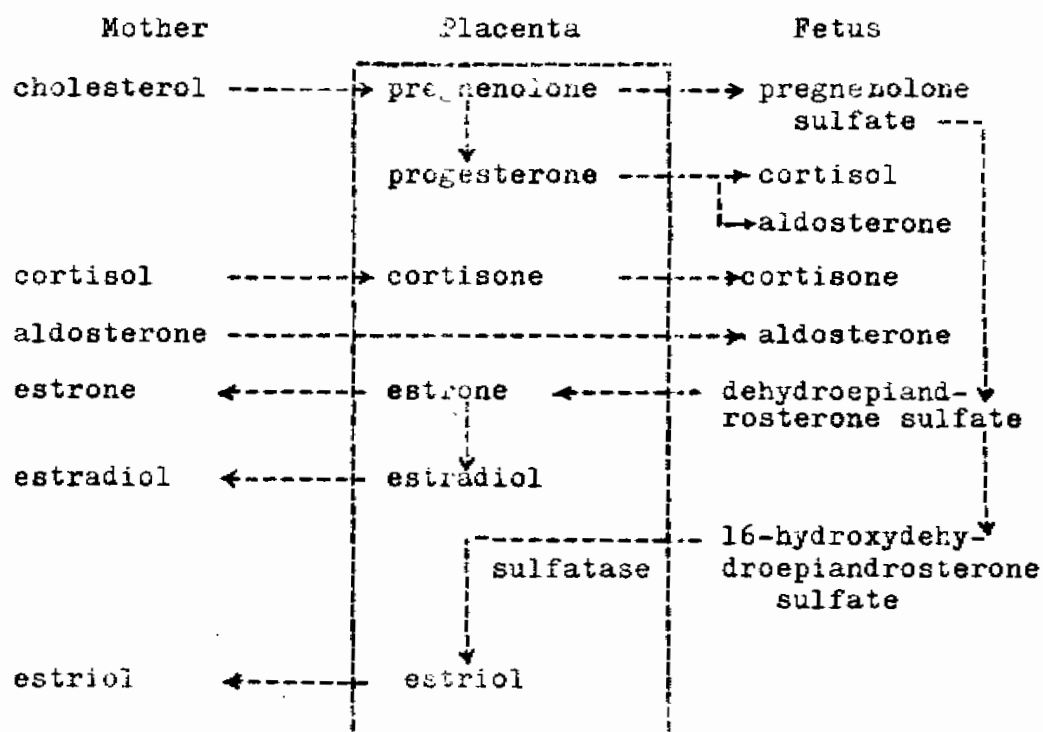 Mother Placenta Fetus
cholesterol pregnenolone pregnenolone
sulfate
progesterone cortisol
aldosterone
cortisol cortisone cortisone
aldosterone aldosterone
estrone estrone dehydroepiand-
rosterone sulfate
estradiol estradiol
16-hydroxydehy-
sulfatase droepiandrosterone
sulfate
estriol estriol